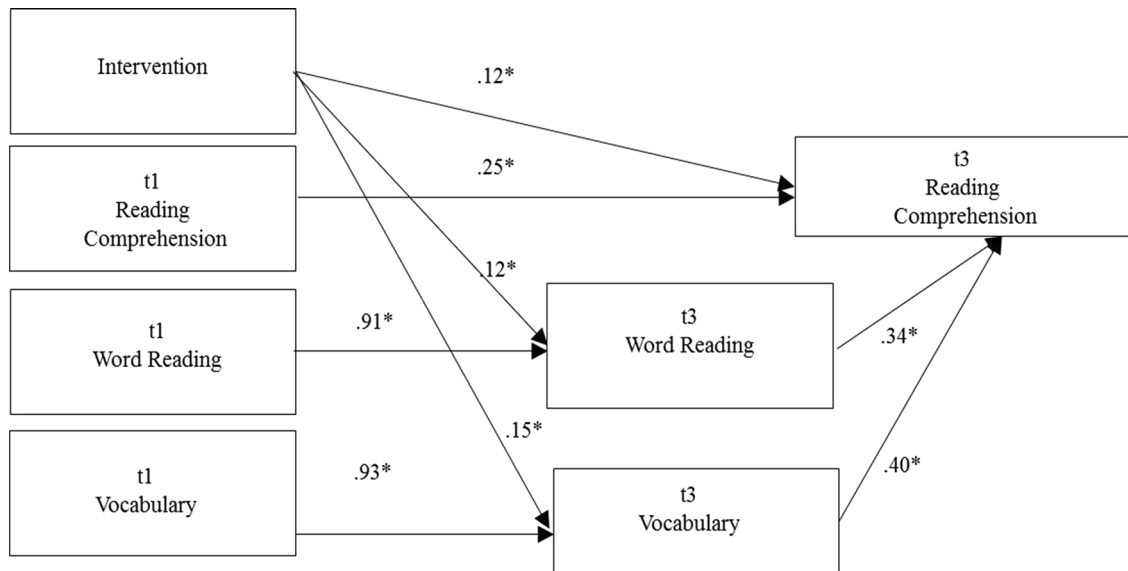 Intervention
.12*
t1
Reading
Comprehension
.25*
t3
Reading
Comprehension
.12*
t1
Word Reading
.91*
t3
Word Reading
.34*
.15*
t1
Vocabulary
.93*
t3
Vocabulary
.40*